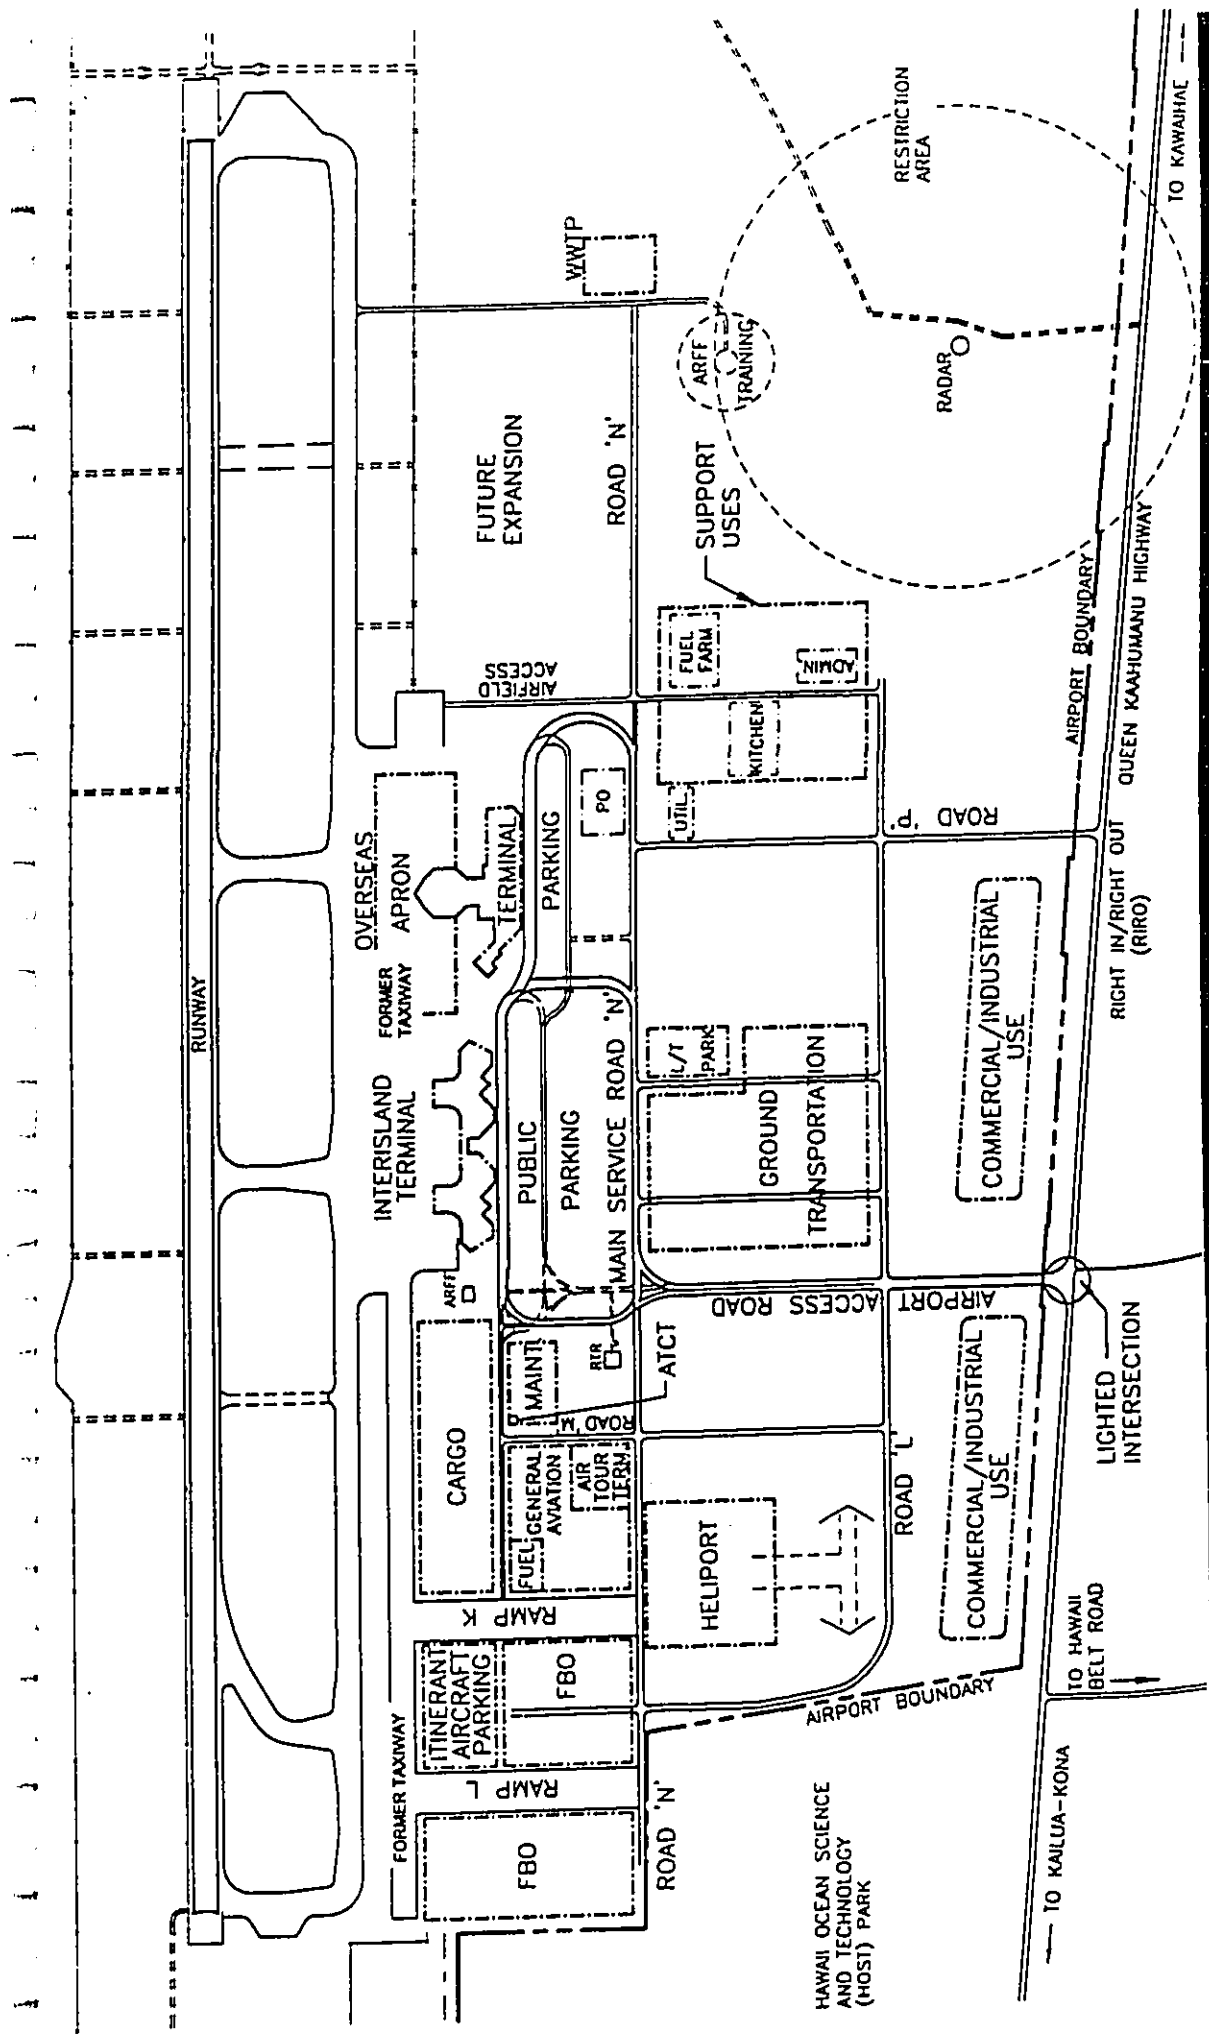 RUNWAY
FORMER TAXIWAY
FORMER
TAXIWAY
OVERSEAS
APRON
INTERISLAND
TERMINAL
TERMINAL
PARKING
PO
PUBLIC
PARKING
ARFF
CARGO
MAINT
RTR
ATCT
ROAD 'M'
GENERAL
AVIATION
FUEL
AIR
TOUR
TERM
RAMP K
ITINERANT
AIRCRAFT
PARKING
FBO
RAMP L
FBO
ROAD 'N'
MAIN SERVICE ROAD 'N'
AIRFIELD
ACCESS
FUTURE
EXPANSION
ROAD 'N'
WWTP
ARFF
TRAINING
RESTRICTION
AREA
RADAR
SUPPORT
USES
FUEL
FARM
ADMIN
KITCHEN
UTIL
ROAD 'P'
L/T
PARK
GROUND
TRANSPORTATION
AIRPORT ACCESS ROAD
HELIPORT
ROAD 'L'
COMMERCIAL/INDUSTRIAL
USE
COMMERCIAL/INDUSTRIAL
USE
AIRPORT BOUNDARY
AIRPORT BOUNDARY
QUEEN KAAHUMANU HIGHWAY
RIGHT IN/RIGHT OUT
(RIRO)
LIGHTED
INTERSECTION
TO HAWAII
BELT ROAD
TO KAILUA-KONA
TO KAWAIHAE
HAWAII OCEAN SCIENCE
AND TECHNOLOGY
(HOST) PARK